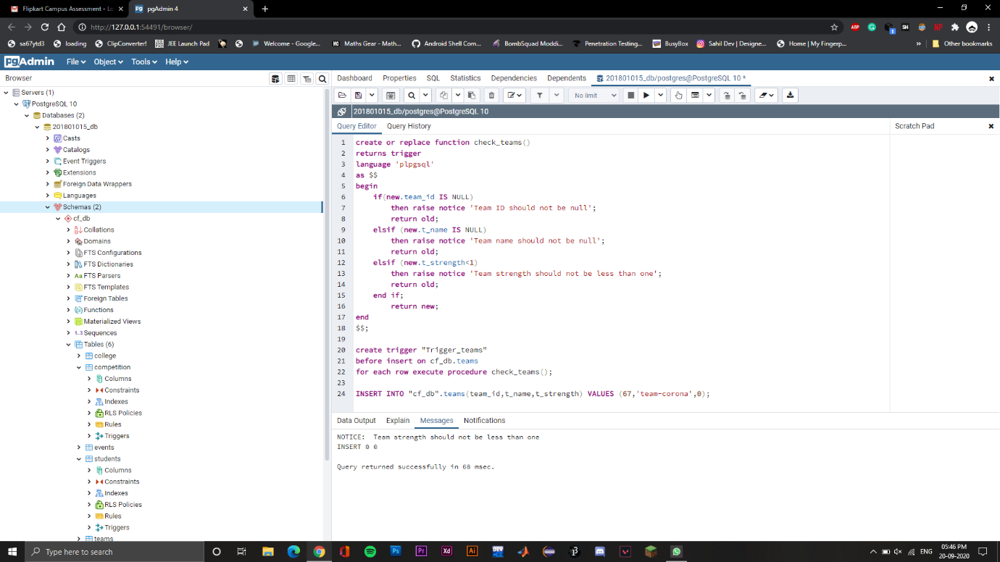 Flipkart Campus Assessment - Lo
pgAdmin 4
http://127.0.0.1:54491/browser/
sa67ytd3
loading
ClipConverter!
JEE Launch Pad
Welcome - Google...
Maths Gear - Math...
Android Shell Com...
BombSquad Moddi...
Penetration Testing...
BusyBox
Sahil Dev | Designe...
Home | My Fingerp...
Other bookmarks
pgAdmin
File
Object
Tools
Help
Browser
Servers (1)
PostgreSQL 10
Databases (2)
201801015_db
Casts
Catalogs
Event Triggers
Extensions
Foreign Data Wrappers
Languages
Schemas (2)
cf_db
Collations
Domains
FTS Configurations
FTS Dictionaries
FTS Parsers
FTS Templates
Foreign Tables
Functions
Materialized Views
Sequences
Tables (6)
college
competition
Columns
Constraints
Indexes
RLS Policies
Rules
Triggers
events
students
Columns
Constraints
Indexes
RLS Policies
Rules
Triggers
teams
Dashboard
Properties
SQL
Statistics
Dependencies
Dependents
201801015_db/postgres@PostgreSQL 10 *
No limit
201801015_db/postgres@PostgreSQL 10
Query Editor
Query History
Scratch Pad
1 create or replace function check_teams()
2 returns trigger
3 language 'plpgsql'
4 as $$
5 begin
6 if(new.team_id IS NULL)
7 then raise notice 'Team ID should not be null';
8 return old;
9 elsif (new.t_name IS NULL)
10 then raise notice 'Team name should not be null';
11 return old;
12 elsif (new.t_strength<1)
13 then raise notice 'Team strength should not be less than one';
14 return old;
15 end if;
16 return new;
17 end
18 $$;
19
20 create trigger "Trigger_teams"
21 before insert on cf_db.teams
22 for each row execute procedure check_teams();
23
24 INSERT INTO "cf_db".teams(team_id,t_name,t_strength) VALUES (67,'team-corona',0);
Data Output
Explain
Messages
Notifications
NOTICE:  Team strength should not be less than one
INSERT 0 0
Query returned successfully in 68 msec.
Type here to search
ENG
05:46 PM
20-09-2020